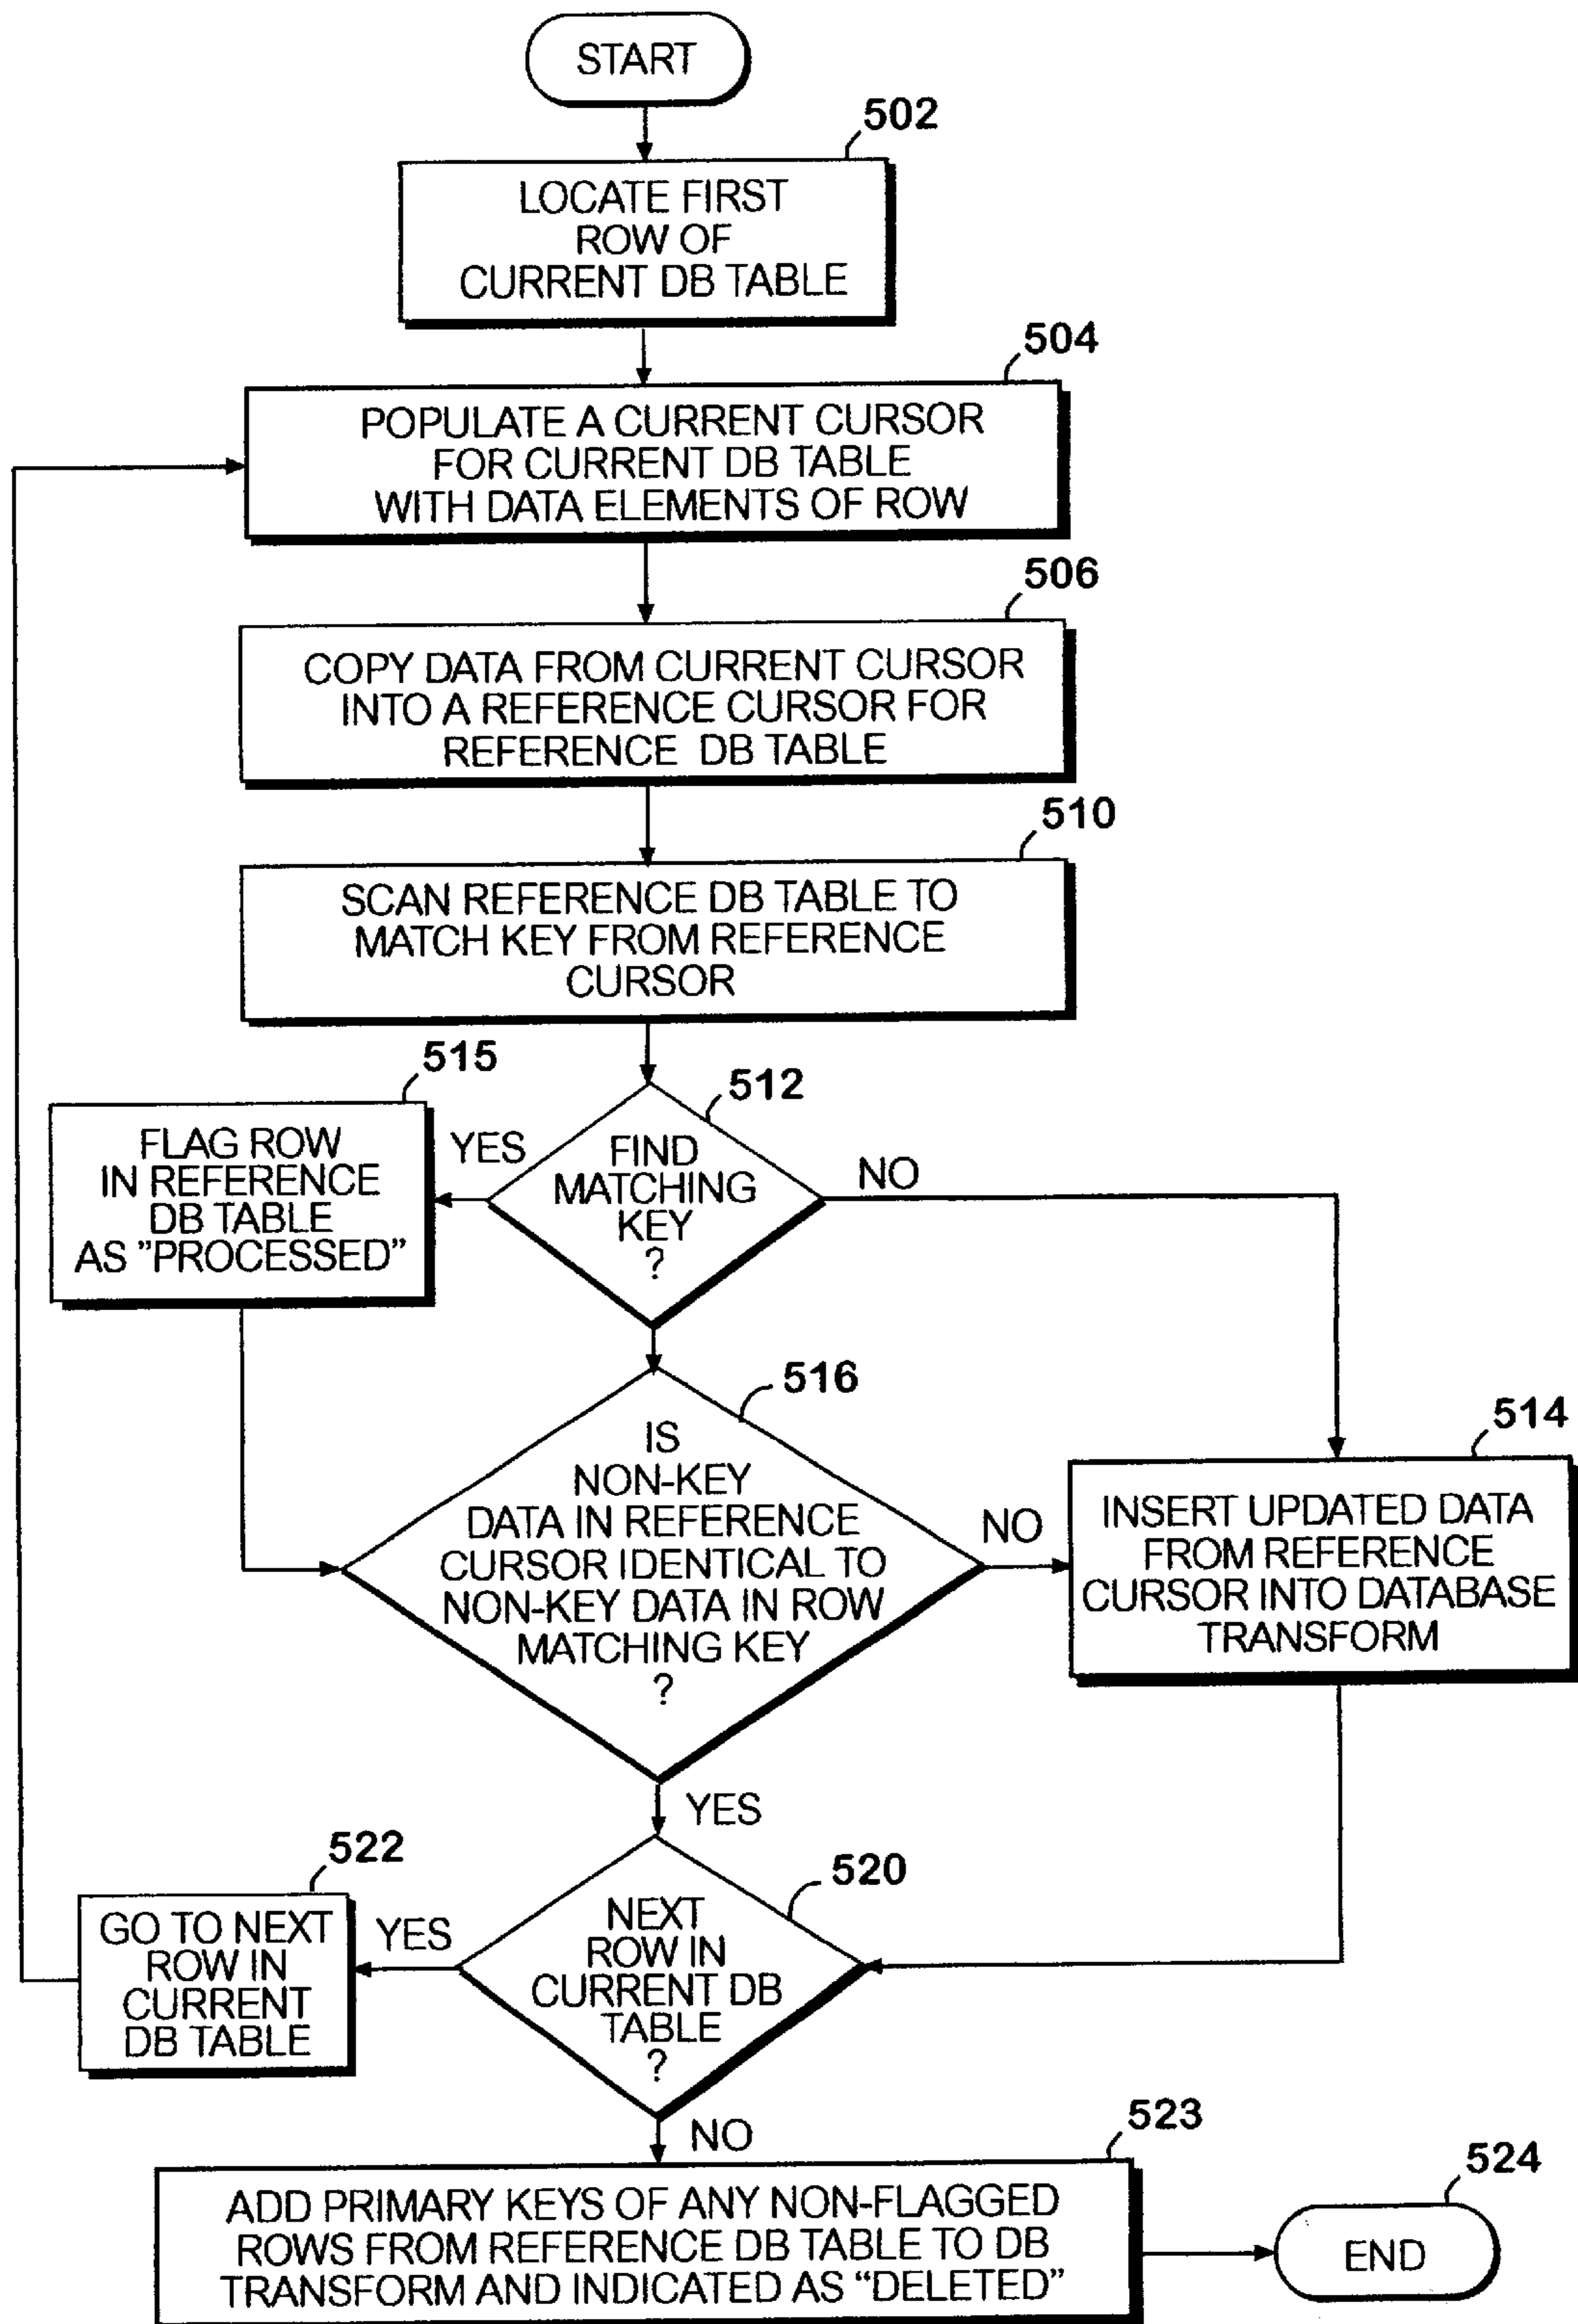 START
502
LOCATE FIRST
ROW OF
CURRENT DB TABLE
504
POPULATE A CURRENT CURSOR
FOR CURRENT DB TABLE
WITH DATA ELEMENTS OF ROW
506
COPY DATA FROM CURRENT CURSOR
INTO A REFERENCE CURSOR FOR
REFERENCE DB TABLE
510
SCAN REFERENCE DB TABLE TO
MATCH KEY FROM REFERENCE
CURSOR
512
FIND
MATCHING
KEY
?
YES
NO
515
FLAG ROW
IN REFERENCE
DB TABLE
AS "PROCESSED"
516
IS
NON-KEY
DATA IN REFERENCE
CURSOR IDENTICAL TO
NON-KEY DATA IN ROW
MATCHING KEY
?
NO
YES
514
INSERT UPDATED DATA
FROM REFERENCE
CURSOR INTO DATABASE
TRANSFORM
520
NEXT
ROW IN
CURRENT DB
TABLE
?
YES
NO
522
GO TO NEXT
ROW IN
CURRENT
DB TABLE
523
ADD PRIMARY KEYS OF ANY NON-FLAGGED
ROWS FROM REFERENCE DB TABLE TO DB
TRANSFORM AND INDICATED AS "DELETED"
524
END